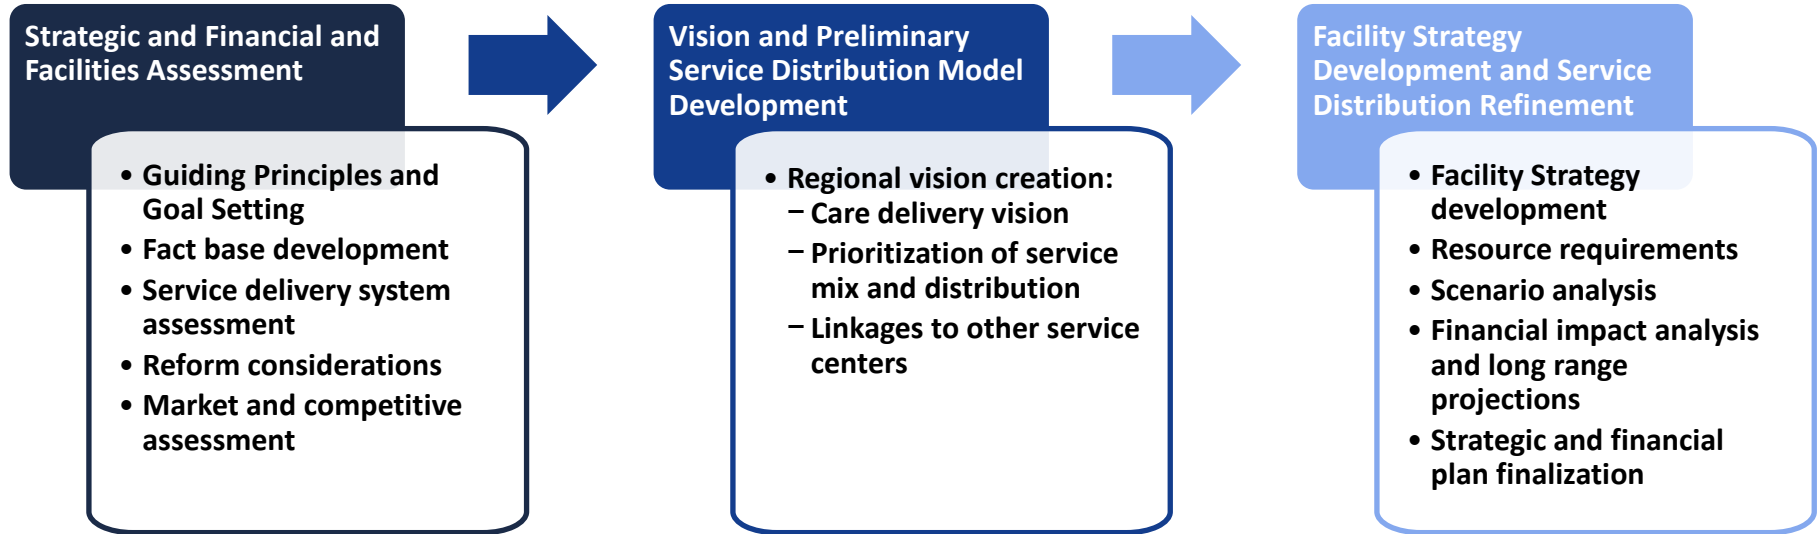 Strategic and Financial and
Facilities Assessment
• Guiding Principles and
Goal Setting
• Fact base development
• Service delivery system
assessment
• Reform considerations
• Market and competitive
assessment
Vision and Preliminary
Service Distribution Model
Development
• Regional vision creation:
– Care delivery vision
– Prioritization of service
mix and distribution
– Linkages to other service
centers
Facility Strategy
Development and Service
Distribution Refinement
• Facility Strategy
development
• Resource requirements
• Scenario analysis
• Financial impact analysis
and long range
projections
• Strategic and financial
plan finalization